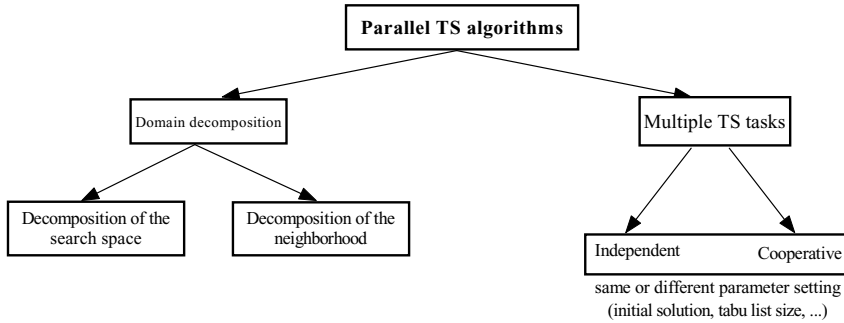 Parallel TS algorithms
Domain decomposition
Multiple TS tasks
Decomposition of the
search space
Decomposition of the
neighborhood
Independent
Cooperative
same or different parameter setting
(initial solution, tabu list size, ...)